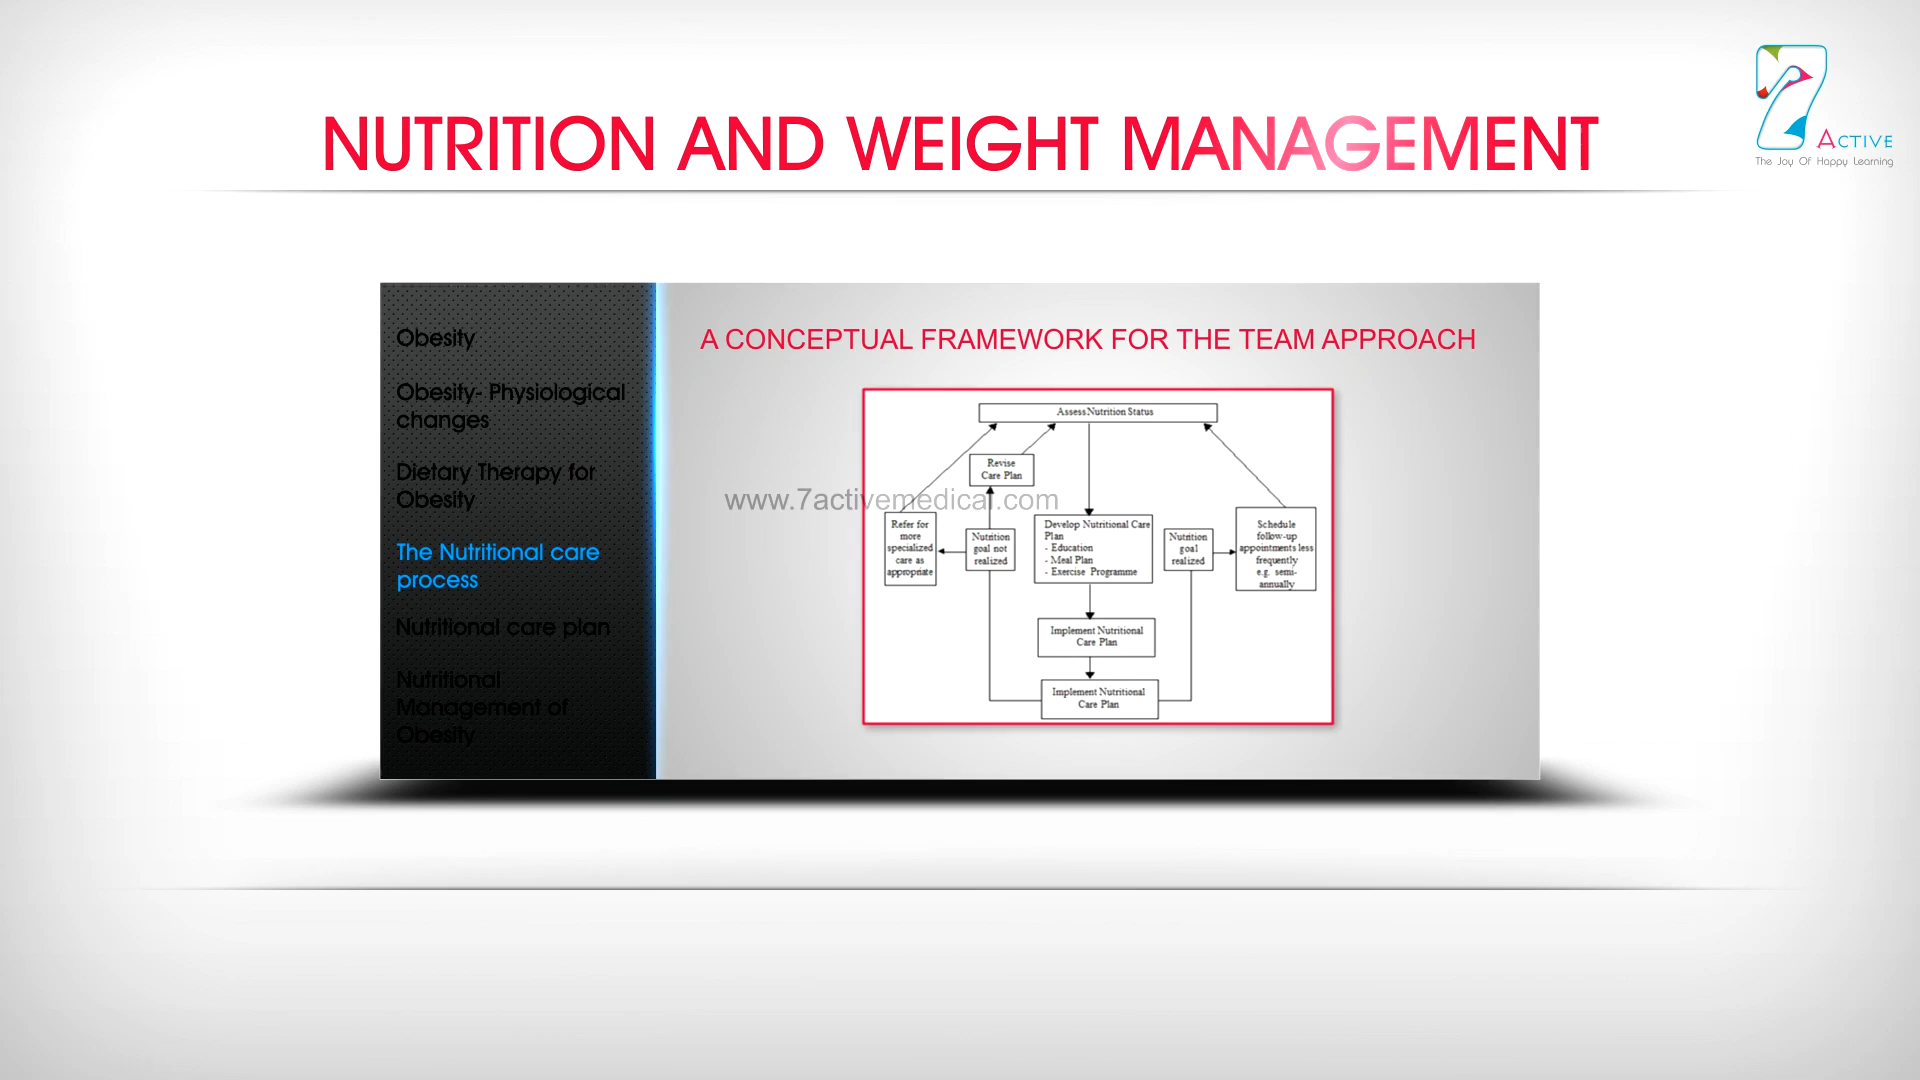 NUTRITION AND WEIGHT MANAGEMENT
7
ACTIVE
The Joy Of Happy Learning
Obesity
Obesity- Physiological
changes
Dietary Therapy for
Obesity
The Nutritional care
process
Nutritional care plan
Nutritional
Management of
Obesity
A CONCEPTUAL FRAMEWORK FOR THE TEAM APPROACH
Assess Nutrition Status
Revise
Care Plan
www.7activemedical.com
Refer for
more
specialized
care as
appropriate
Nutrition
goal not
realized
Develop Nutritional Care
Plan
- Education
- Meal Plan
- Exercise Programme
Nutrition
goal
realized
Schedule
follow-up
appointments less
frequently
e.g. semi-
annually
Implement Nutritional
Care Plan
Implement Nutritional
Care Plan